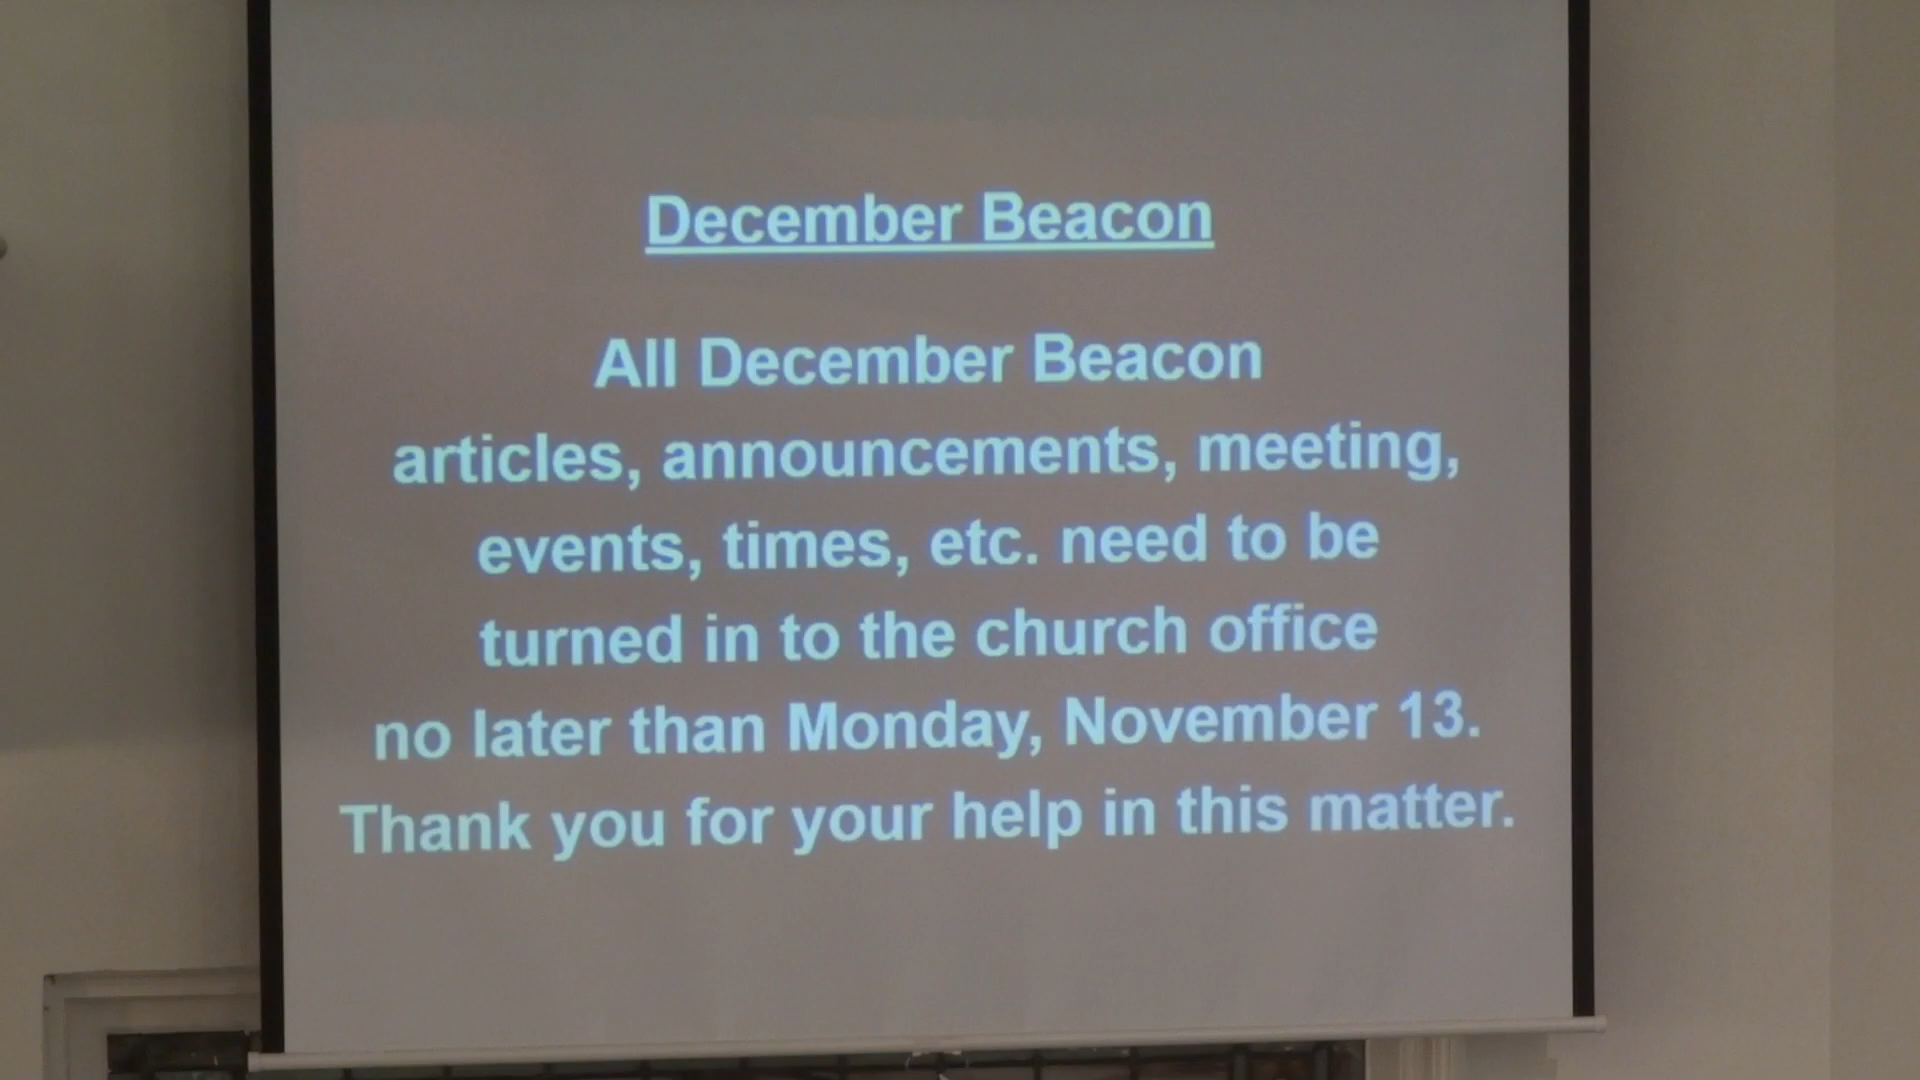 December Beacon
All December Beacon
articles, announcements, meeting,
events, times, etc. need to be
turned in to the church office
no later than Monday, November 13.
Thank you for your help in this matter.